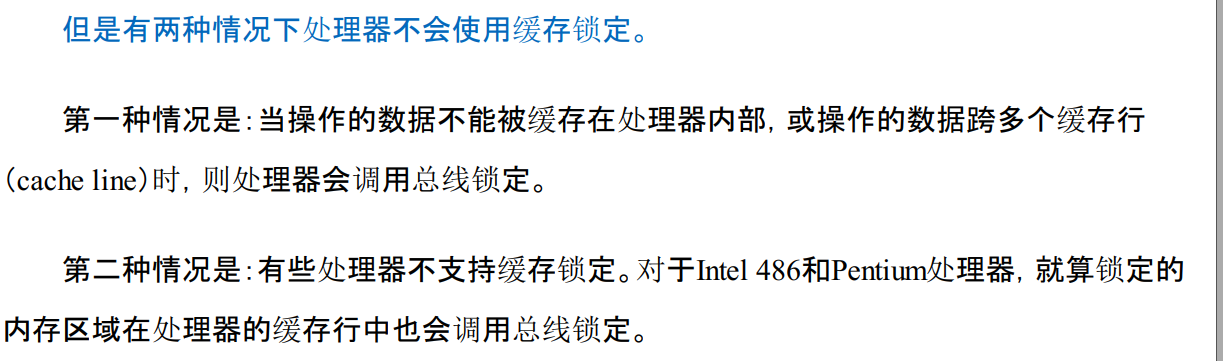 但是有两种情况下处理器不会使用缓存锁定。
第一种情况是:当操作的数据不能被缓存在处理器内部,或操作的数据跨多个缓存行
(cache line)时,则处理器会调用总线锁定。
第二种情况是:有些处理器不支持缓存锁定。对于Intel 486和Pentium处理器,就算锁定的
内存区域在处理器的缓存行中也会调用总线锁定。